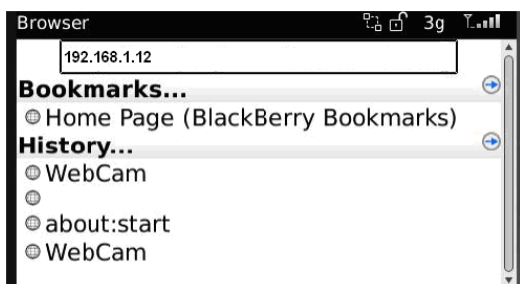 Browser 3g
192.168.1.12
Bookmarks...
Home Page (BlackBerry Bookmarks)
History...
WebCam
about:start
WebCam